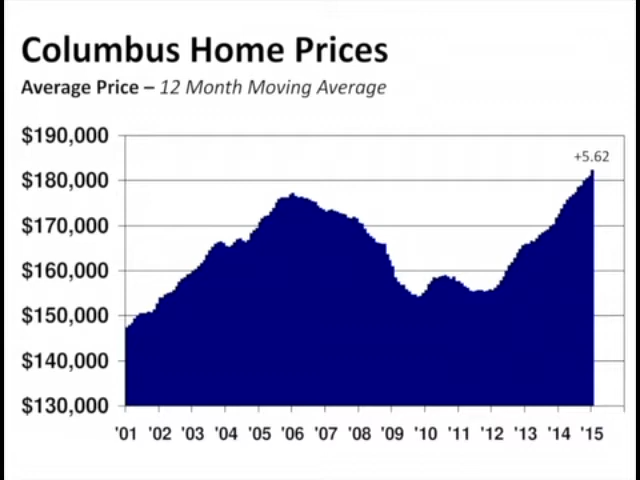 Columbus Home Prices
Average Price – 12 Month Moving Average
$190,000
+5.62
$180,000
$170,000
$160,000
$150,000
$140,000
$130,000
'01 '02 '03 '04 '05 '06 '07 '08 '09 '10 '11 '12 '13 '14 '15